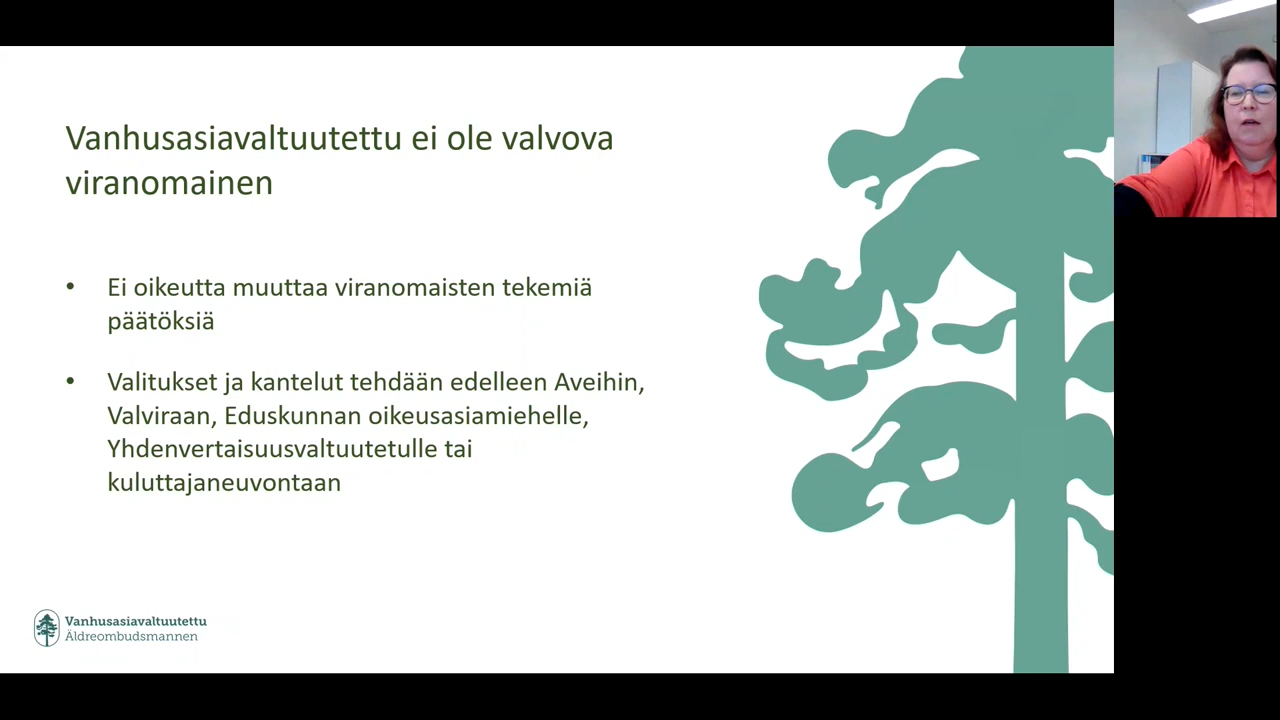 Vanhusasiavaltuutettu ei ole valvova
viranomainen
• Ei oikeutta muuttaa viranomaisten tekemiä
päätöksiä
• Valitukset ja kantelut tehdään edelleen Aveihin,
Valviraan, Eduskunnan oikeusasiamiehelle,
Yhdenvertaisuusvaltuutetulle tai
kuluttajaneuvontaan
Vanhusasiavaltuutettu
Äldreombudsmannen